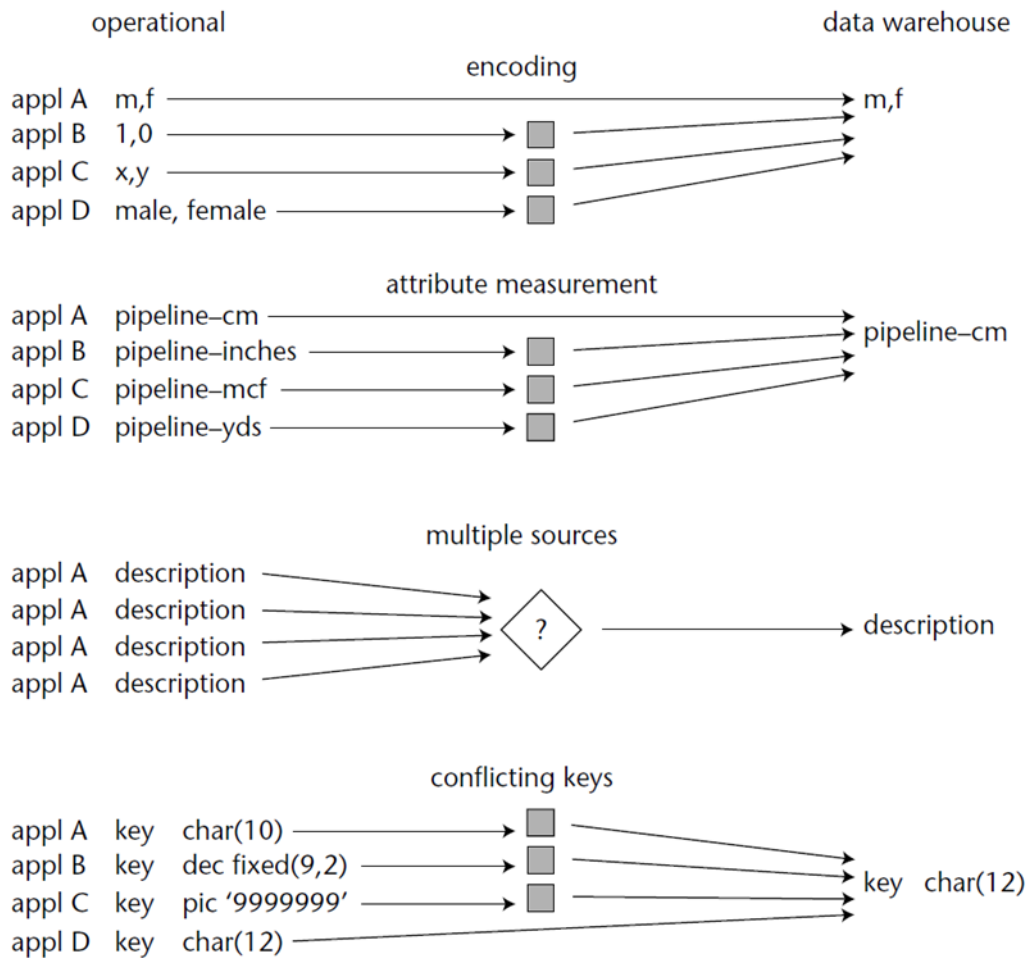 operational data warehouse
encoding
appl A m,f m,f
appl B 1,0
appl C x,y
appl D male, female
attribute measurement
appl A pipeline–cm
pipeline–cm
appl B pipeline–inches
appl C pipeline–mcf
appl D pipeline–yds
multiple sources
appl A description
appl A description
? description
appl A description
appl A description
conflicting keys
appl A key char(10)
appl B key dec fixed(9,2)
key char(12)
appl C key pic ‘9999999’
appl D key char(12)